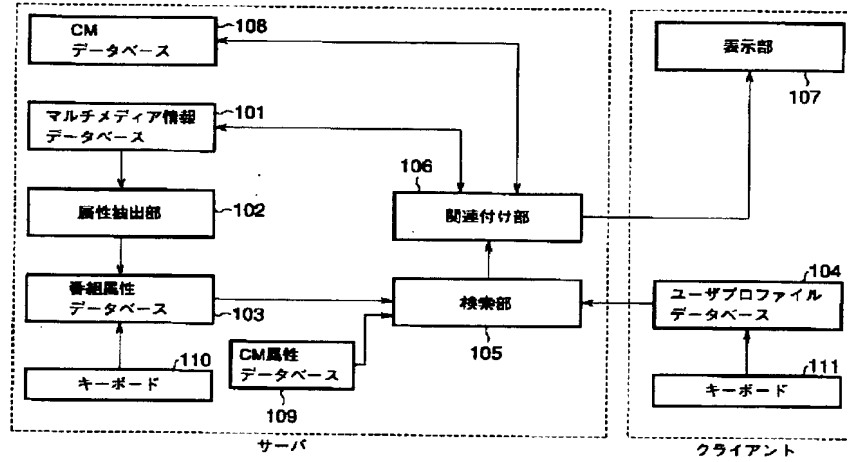 CM
データベース
108
マルチメディア情報
データベース
101
属性抽出部
102
番組属性
データベース
103
キーボード
110
CM属性
データベース
109
関連付け部
106
検索部
105
サーバ
表示部
107
ユーザプロファイル
データベース
104
キーボード
111
クライアント